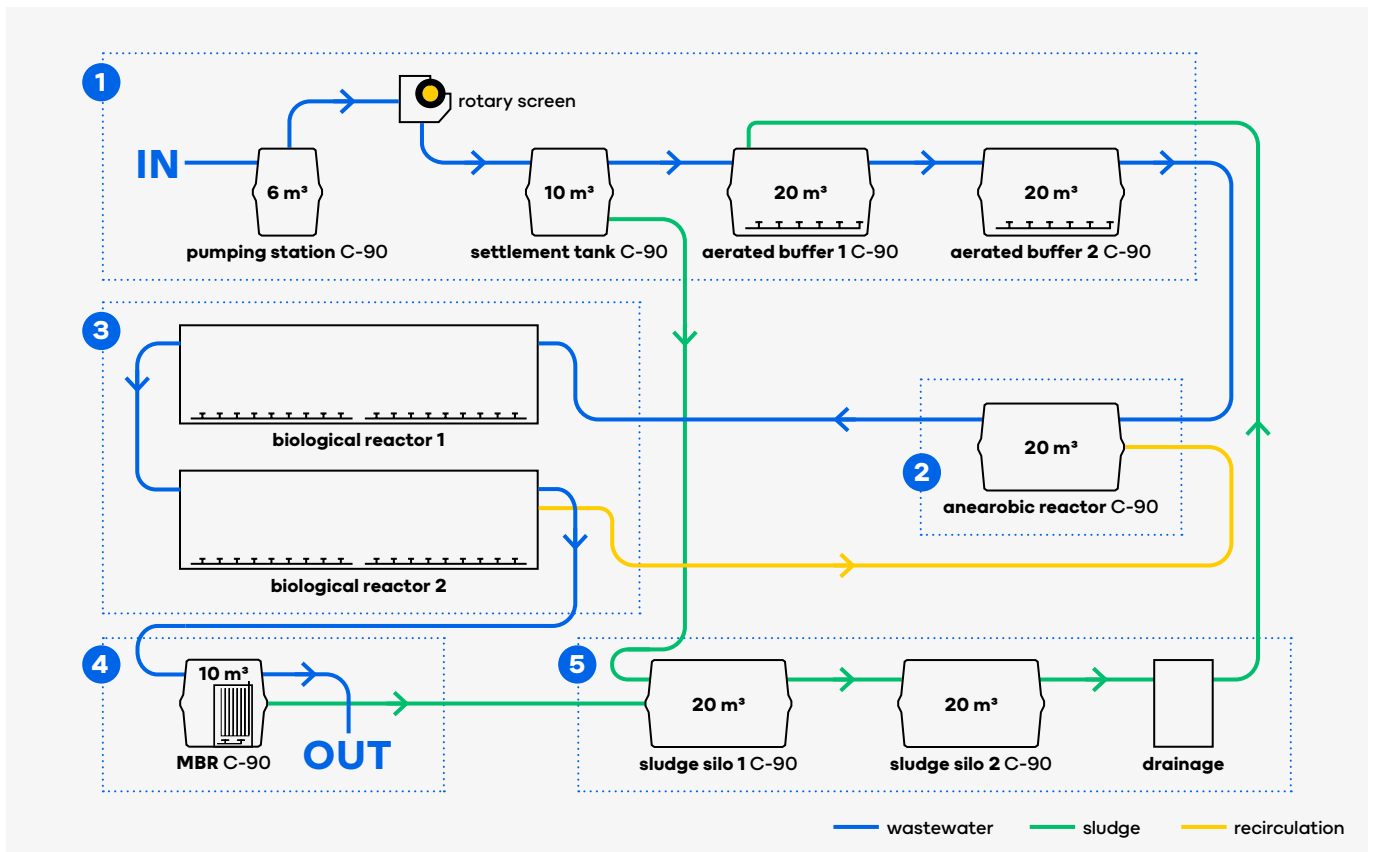 1
rotary screen
IN
6 m³
10 m³
20 m³
20 m³
pumping station C-90
settlement tank C-90
aerated buffer 1 C-90
aerated buffer 2 C-90
3
biological reactor 1
2
20 m³
anearobic reactor C-90
biological reactor 2
4
10 m³
MBR C-90
OUT
5
20 m³
20 m³
sludge silo 1 C-90
sludge silo 2 C-90
drainage
wastewater
sludge
recirculation